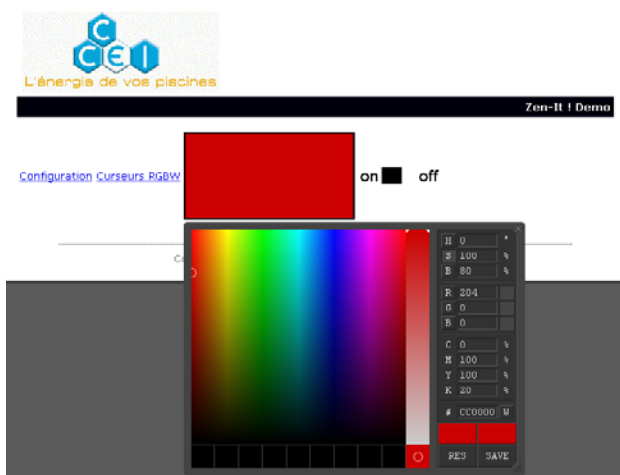 C
C E I
L'énergie de vos piscines
Zen-It ! Demo
Configuration Curseurs RGBW
on off
H 0 °
S 100 %
B 80 %
R 204
G 0
B 0
C 0 %
M 100 %
Y 100 %
K 20 %
# CC0000 W
RES SAVE